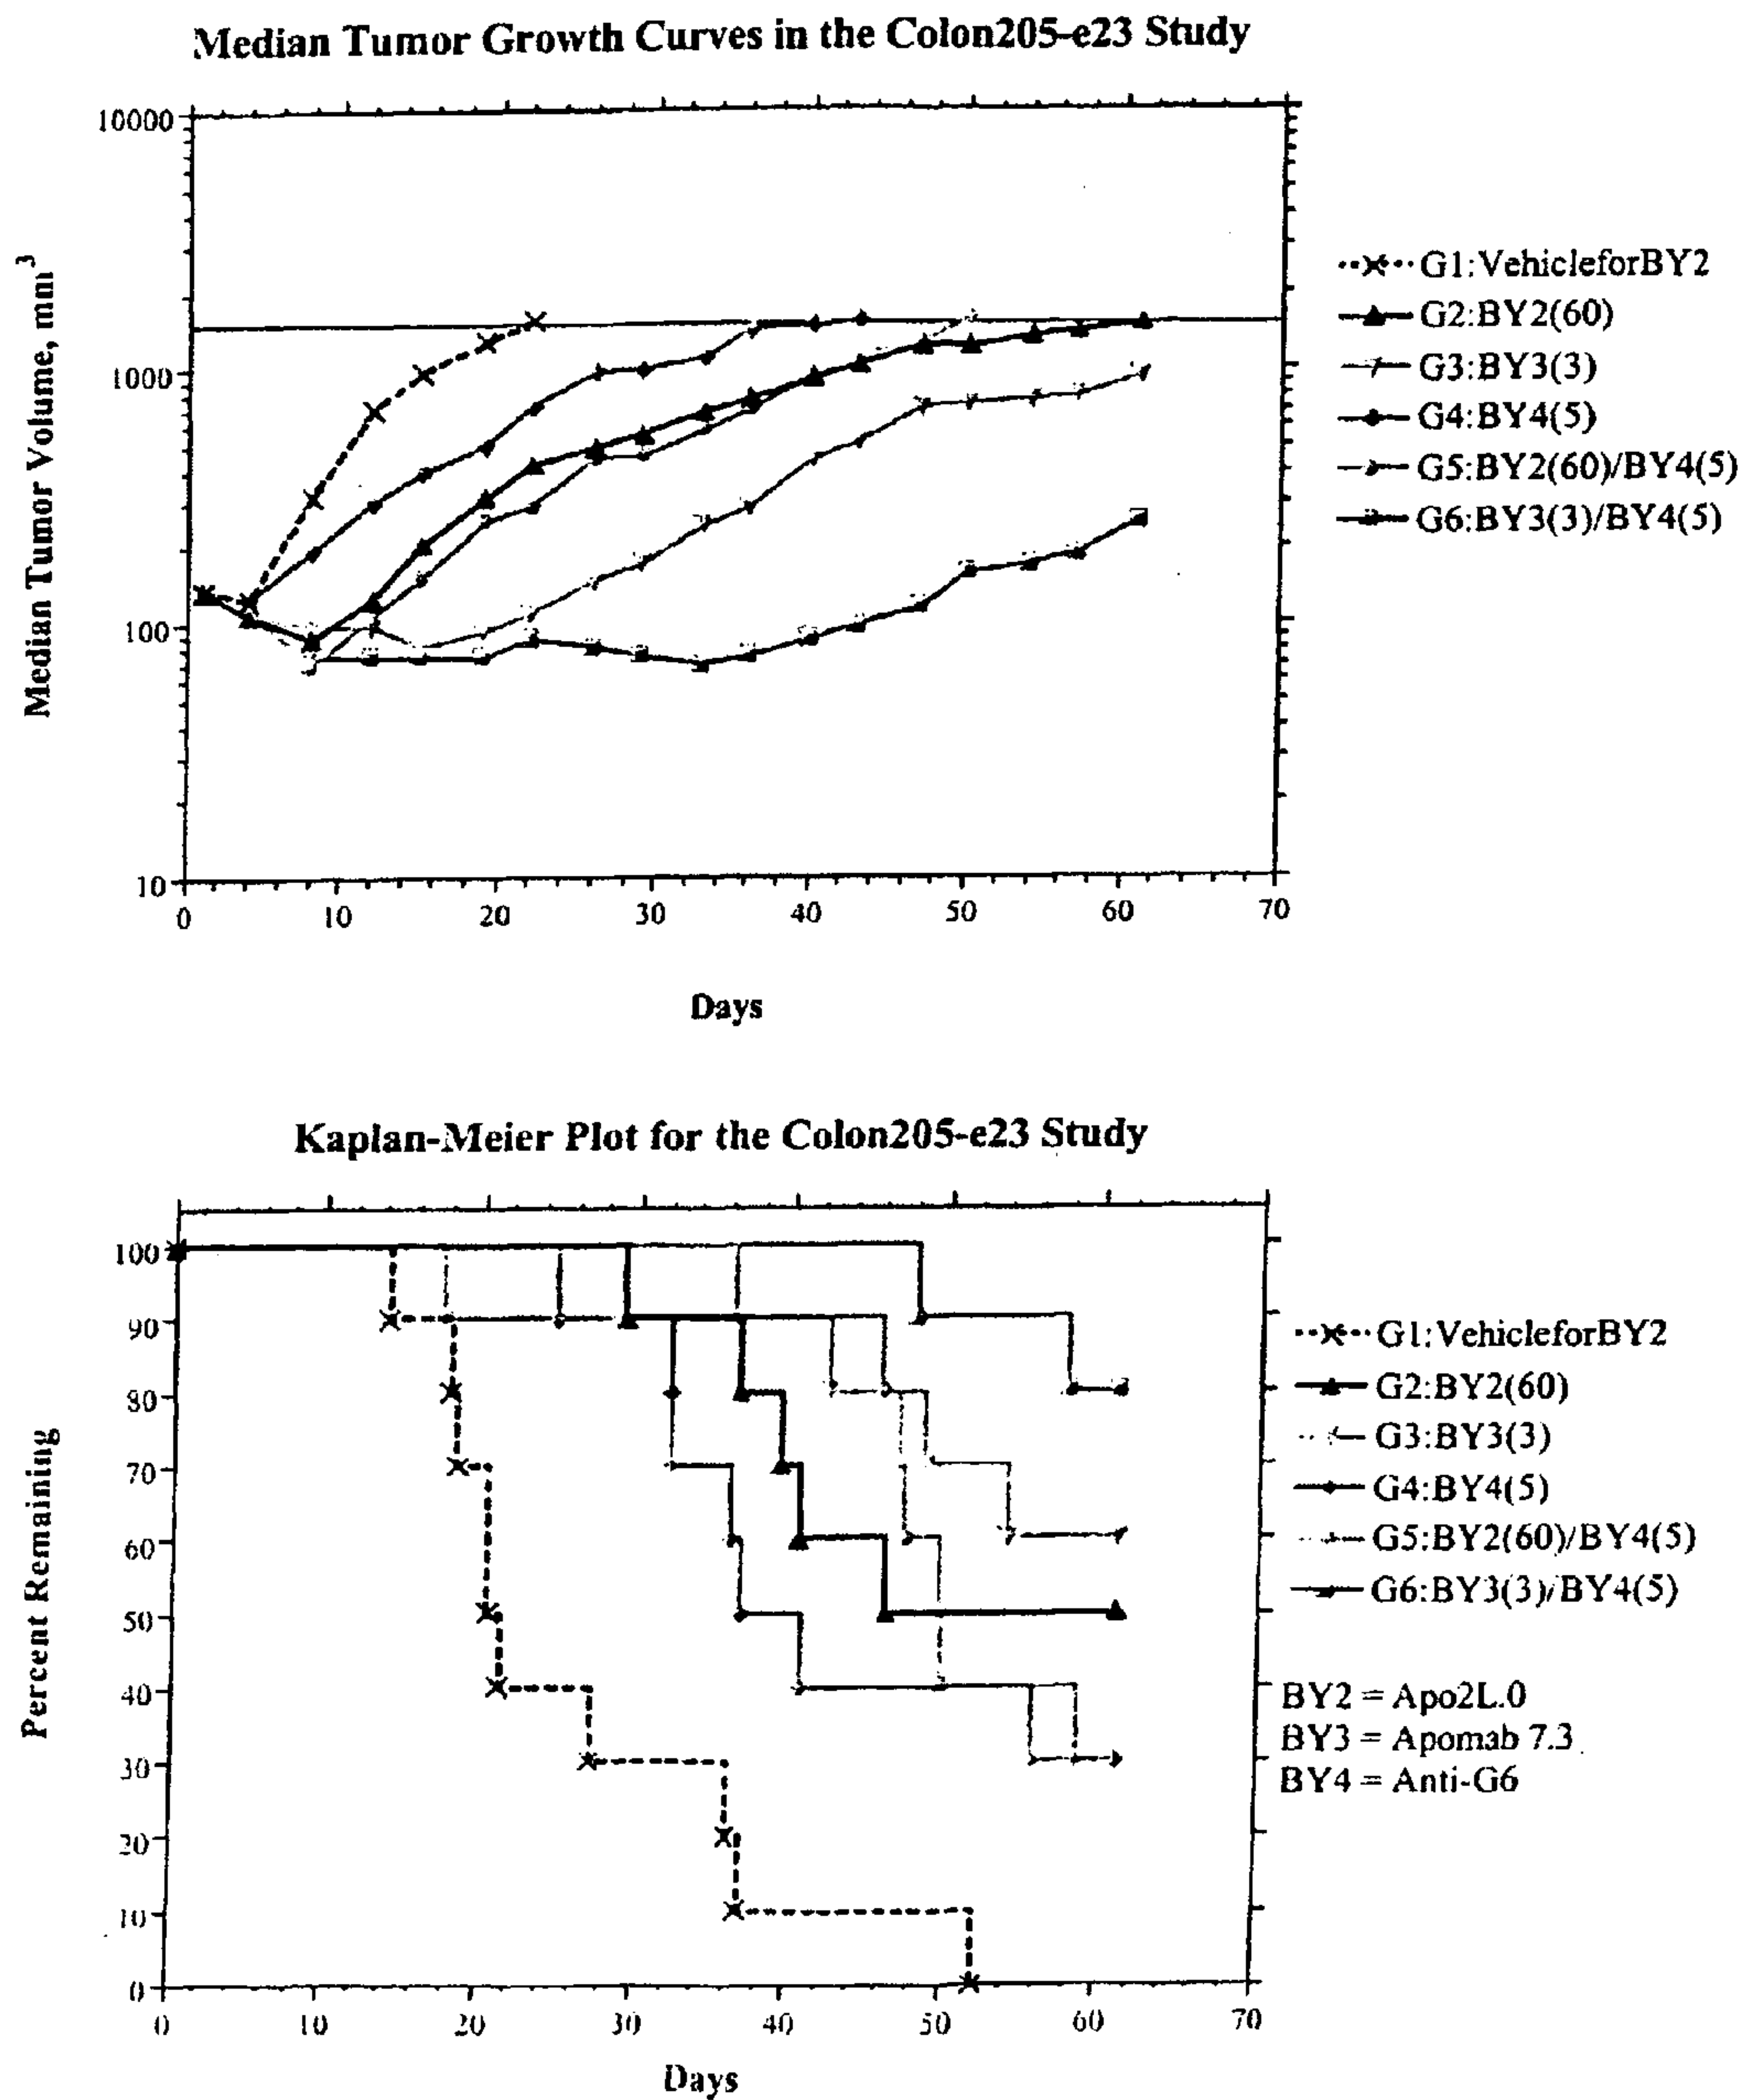 Median Tumor Growth Curves in the Colon205-e23 Study
10000
1000
100
10
Median Tumor Volume, mm³
0 10 20 30 40 50 60 70
Days
G1:VehicleforBY2
G2:BY2(60)
G3:BY3(3)
G4:BY4(5)
G5:BY2(60)/BY4(5)
G6:BY3(3)/BY4(5)
Kaplan-Meier Plot for the Colon205-e23 Study
100
90
80
70
60
50
40
30
20
10
0
Percent Remaining
0 10 20 30 40 50 60 70
Days
G1:VehicleforBY2
G2:BY2(60)
G3:BY3(3)
G4:BY4(5)
G5:BY2(60)/BY4(5)
G6:BY3(3)/BY4(5)
BY2 = Apo2L.0
BY3 = Apomab 7.3
BY4 = Anti-G6